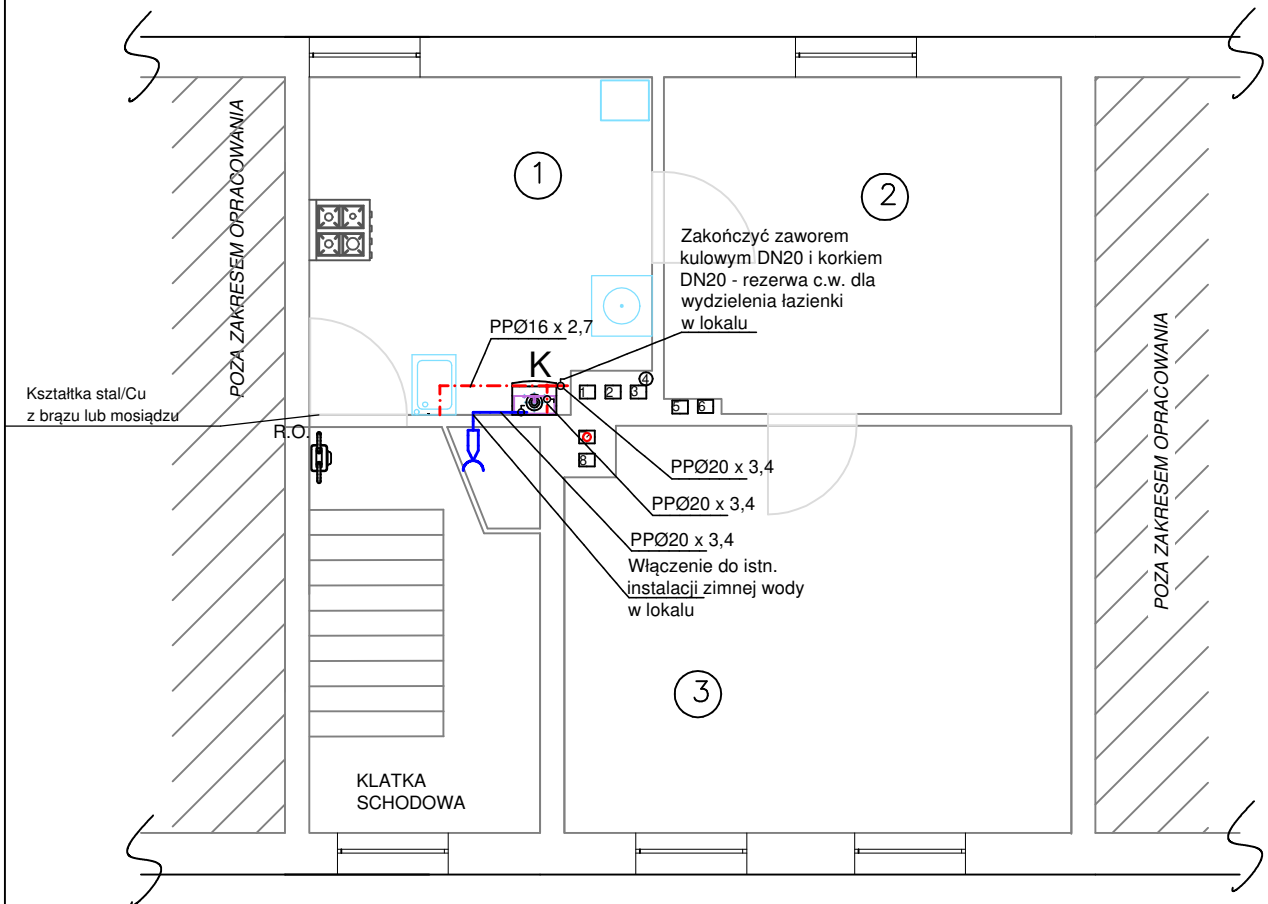 POZA ZAKRESEM OPRACOWANIA
1
2
Zakończyć zaworem
kulowym DN20 i korkiem
DN20 - rezerwa c.w. dla
wydzielenia łazienki
w lokalu
PPØ16 x 2,7
K
4
1
2
3
5
6
Kształtka stal/Cu
z brązu lub mosiądzu
R.O.
8
PPØ20 x 3,4
PPØ20 x 3,4
PPØ20 x 3,4
Włączenie do istn.
instalacji zimnej wody
w lokalu
POZA ZAKRESEM OPRACOWANIA
3
KLATKA
SCHODOWA